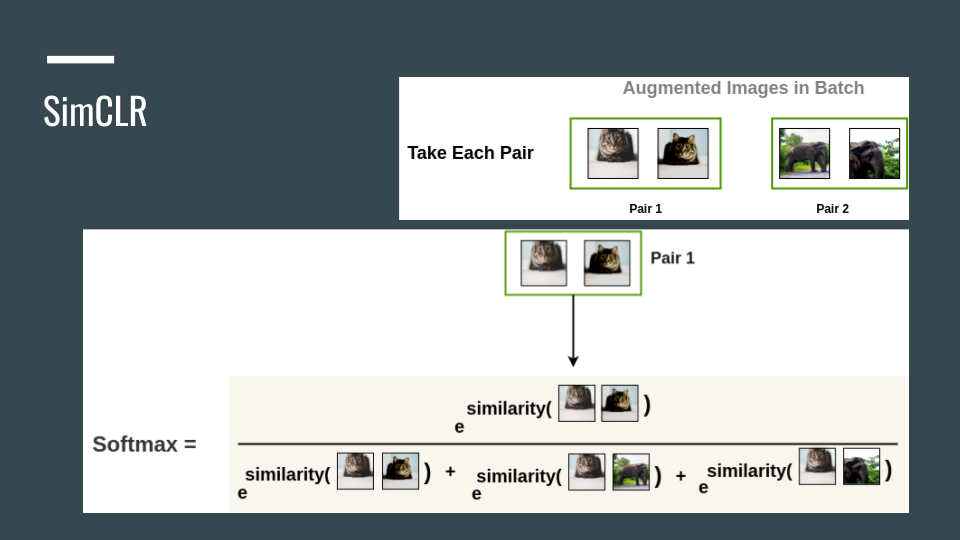 SimCLR
Augmented Images in Batch
Take Each Pair
Pair 1
Pair 2
Pair 1
Softmax =
e similarity( )
e similarity( ) + e similarity( ) + e similarity( )